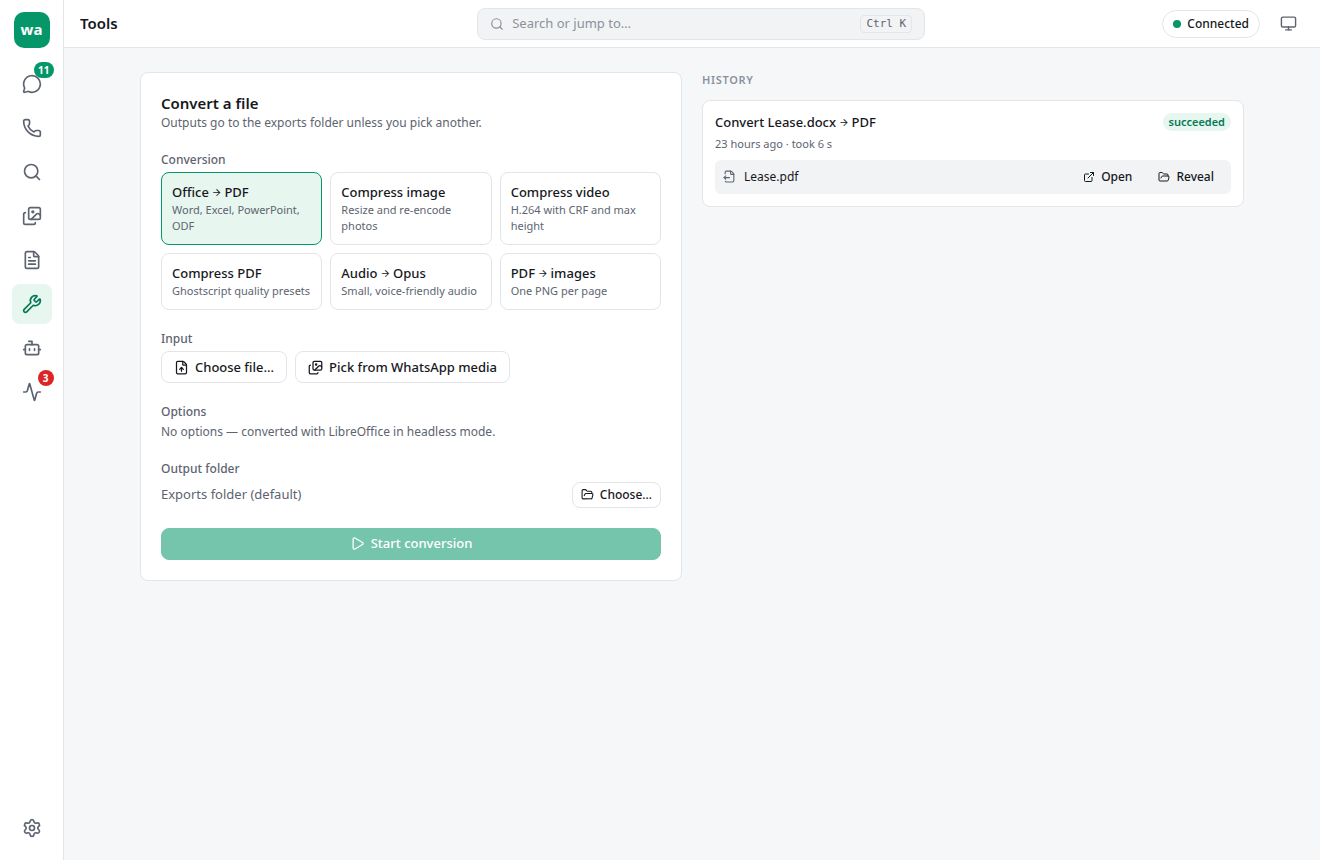 wa
Tools
Search or jump to...
Ctrl K
Connected
11
3
Convert a file
Outputs go to the exports folder unless you pick another.
Conversion
Office → PDF
Word, Excel, PowerPoint,
ODF
Compress image
Resize and re-encode
photos
Compress video
H.264 with CRF and max
height
Compress PDF
Ghostscript quality presets
Audio → Opus
Small, voice-friendly audio
PDF → images
One PNG per page
Input
Choose file...
Pick from WhatsApp media
Options
No options — converted with LibreOffice in headless mode.
Output folder
Exports folder (default)
Choose...
Start conversion
HISTORY
Convert Lease.docx → PDF
succeeded
23 hours ago · took 6 s
Lease.pdf
Open
Reveal